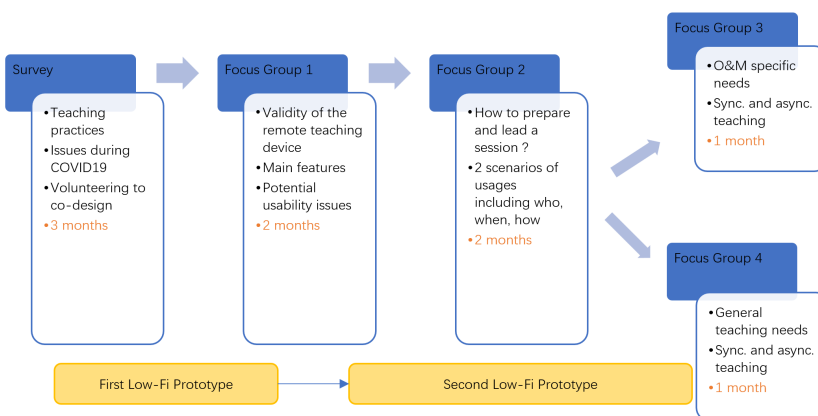 Survey
•Teaching
practices
•Issues during
COVID19
•Volunteering to
co-design
•3 months
Focus Group 1
•Validity of the
remote teaching
device
•Main features
•Potential
usability issues
•2 months
Focus Group 2
•How to prepare
and lead a
session ?
•2 scenarios of
usages
including who,
when, how
•2 months
Focus Group 3
•O&M specific
needs
•Sync. and async.
teaching
•1 month
Focus Group 4
•General
teaching needs
•Sync. and async.
teaching
•1 month
First Low-Fi Prototype
Second Low-Fi Prototype